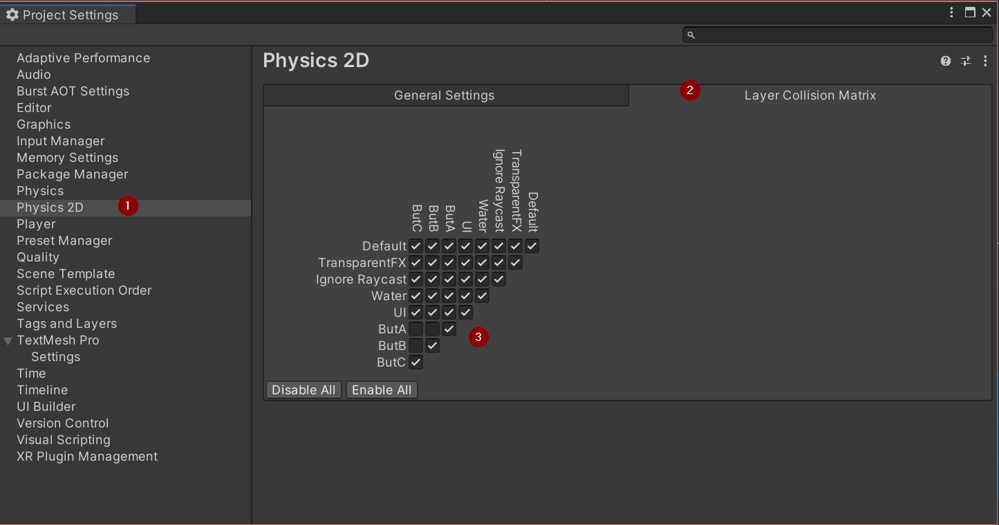 Project Settings
Adaptive Performance
Audio
Burst AOT Settings
Editor
Graphics
Input Manager
Memory Settings
Package Manager
Physics
Physics 2D 1
Player
Preset Manager
Quality
Scene Template
Script Execution Order
Services
Tags and Layers
TextMesh Pro
Settings
Time
Timeline
UI Builder
Version Control
Visual Scripting
XR Plugin Management
Physics 2D
General Settings
2 Layer Collision Matrix
ButC
ButB
ButA
UI
Water
Ignore Raycast
TransparentFX
Default
Default
TransparentFX
Ignore Raycast
Water
UI
ButA
3
ButB
ButC
Disable All Enable All